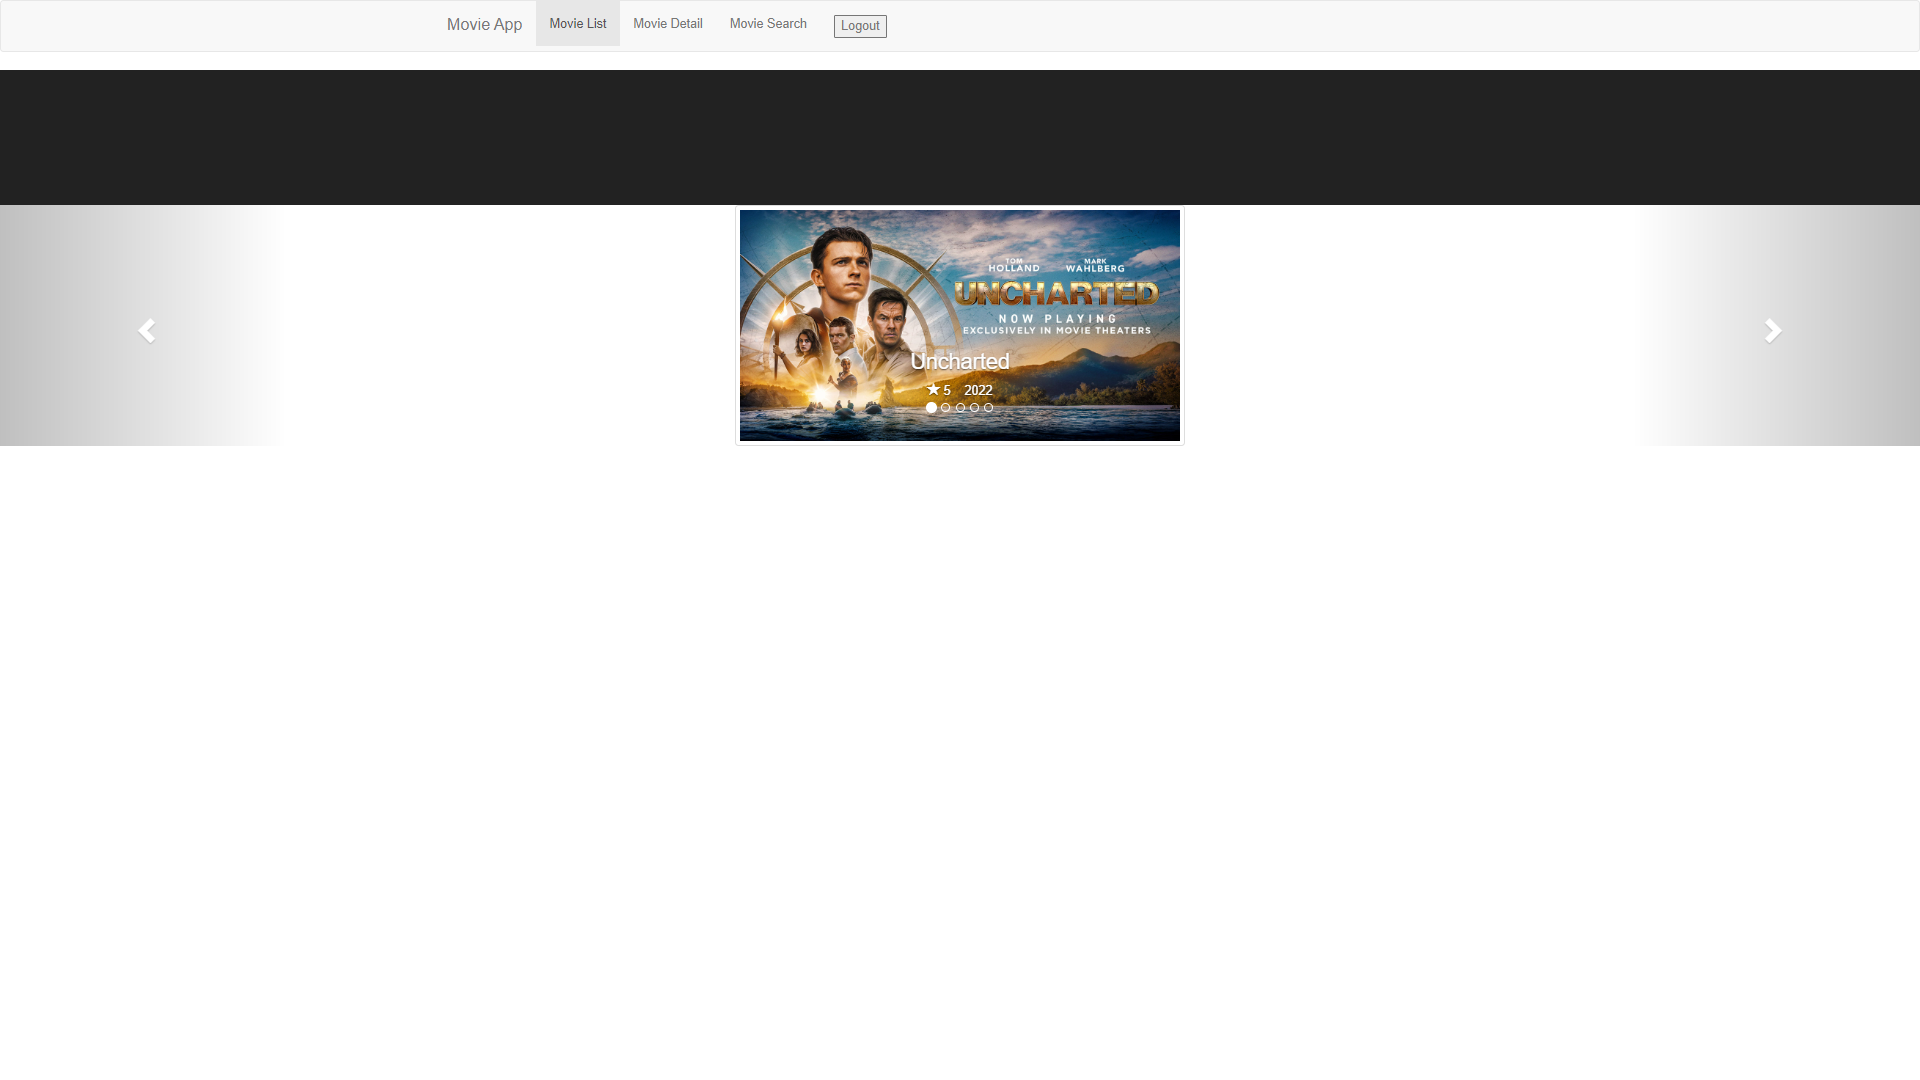 Movie App Movie List Movie Detail Movie Search Logout
TOM HOLLAND MARK WAHLBERG
UNCHARTED
NOW PLAYING
EXCLUSIVELY IN MOVIE THEATERS
Uncharted
5 2022